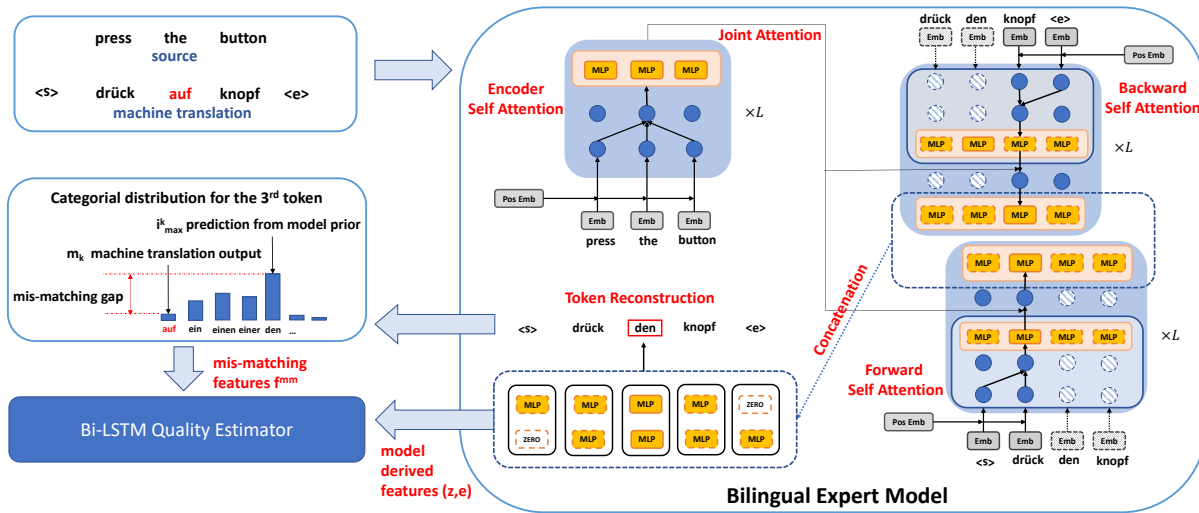 press the button
source
<s> drück auf knopf <e>
machine translation
Categorial distribution for the 3rd token
i^k_max prediction from model prior
m_k machine translation output
mis-matching gap
auf ein einen einer den ...
mis-matching
features f^mm
Bi-LSTM Quality Estimator
model
derived
features (z,e)
Joint Attention
MLP MLP MLP
Encoder
Self Attention
×L
Pos Emb
Emb Emb Emb
press the button
Token Reconstruction
<s> drück den knopf <e>
MLP MLP MLP MLP ZERO
ZERO MLP MLP MLP MLP
Concatenation
drück den knopf <e>
Emb Emb Emb Emb
Pos Emb
Backward
Self Attention
MLP MLP MLP MLP
×L
MLP MLP MLP MLP
MLP MLP MLP MLP
MLP MLP MLP MLP
×L
Forward
Self Attention
Pos Emb
Emb Emb Emb Emb
<s> drück den knopf
Bilingual Expert Model